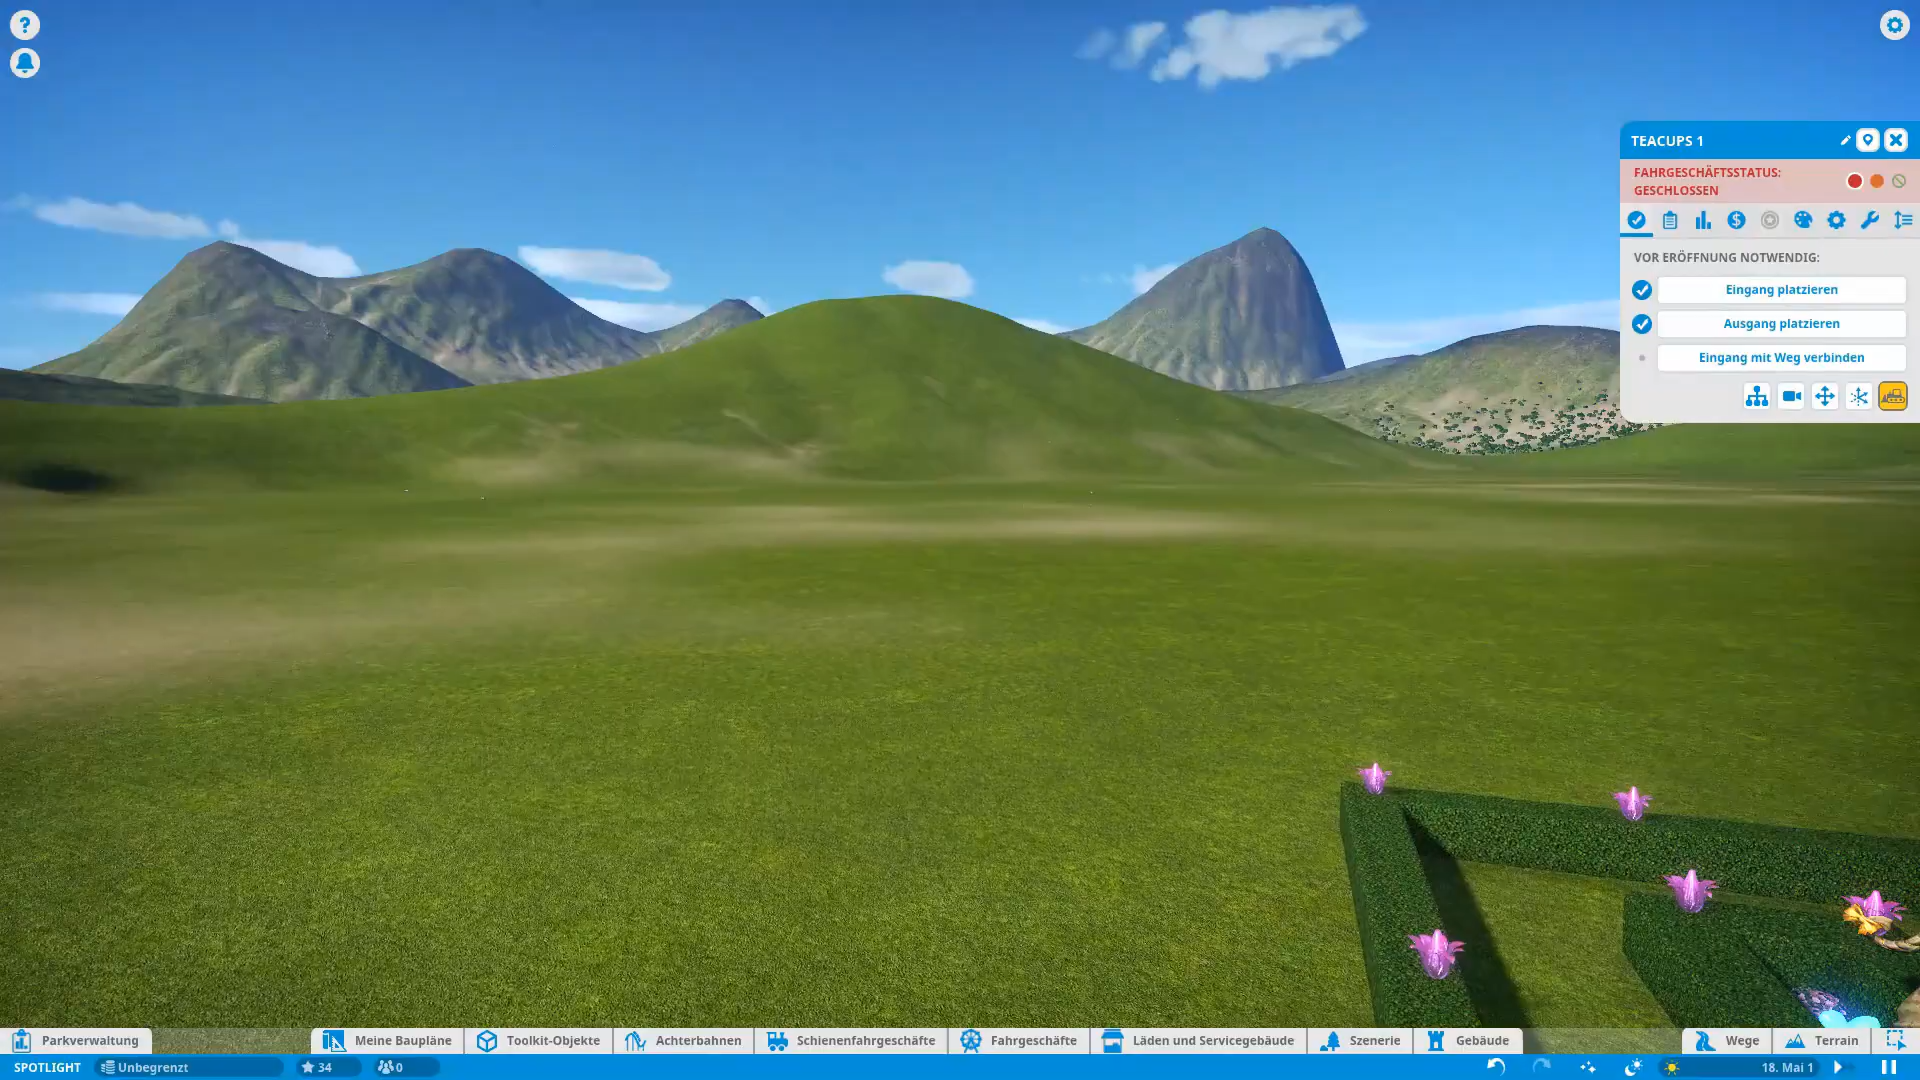 TEACUPS 1
FAHRGESCHÄFTSSTATUS:
GESCHLOSSEN
VOR ERÖFFNUNG NOTWENDIG:
Eingang platzieren
Ausgang platzieren
Eingang mit Weg verbinden
Parkverwaltung
Meine Baupläne
Toolkit-Objekte
Achterbahnen
Schienenfahrgeschäfte
Fahrgeschäfte
Läden und Servicegebäude
Szenerie
Gebäude
Wege
Terrain
SPOTLIGHT
Unbegrenzt
34
0
18. Mai 1